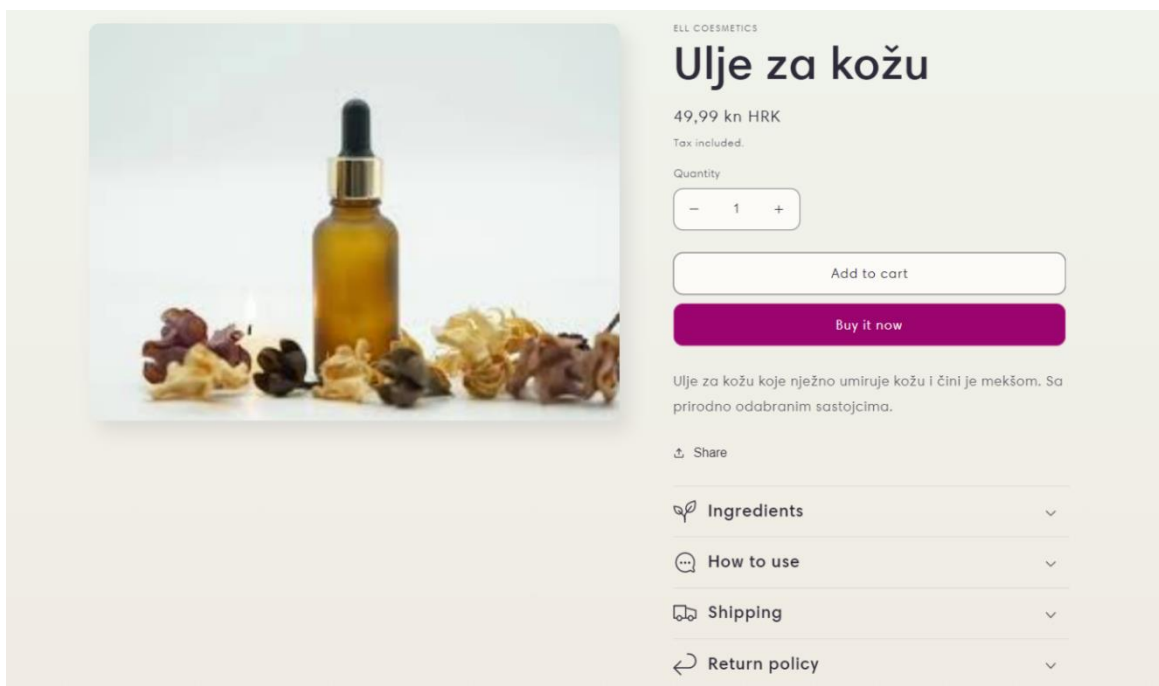 ELL COESMETICS
Ulje za kožu
49,99 kn HRK
Tax included.
Quantity
− 1 +
Add to cart
Buy it now
Ulje za kožu koje nježno umiruje kožu i čini je mekšom. Sa
prirodno odabranim sastojcima.
Share
Ingredients
How to use
Shipping
Return policy